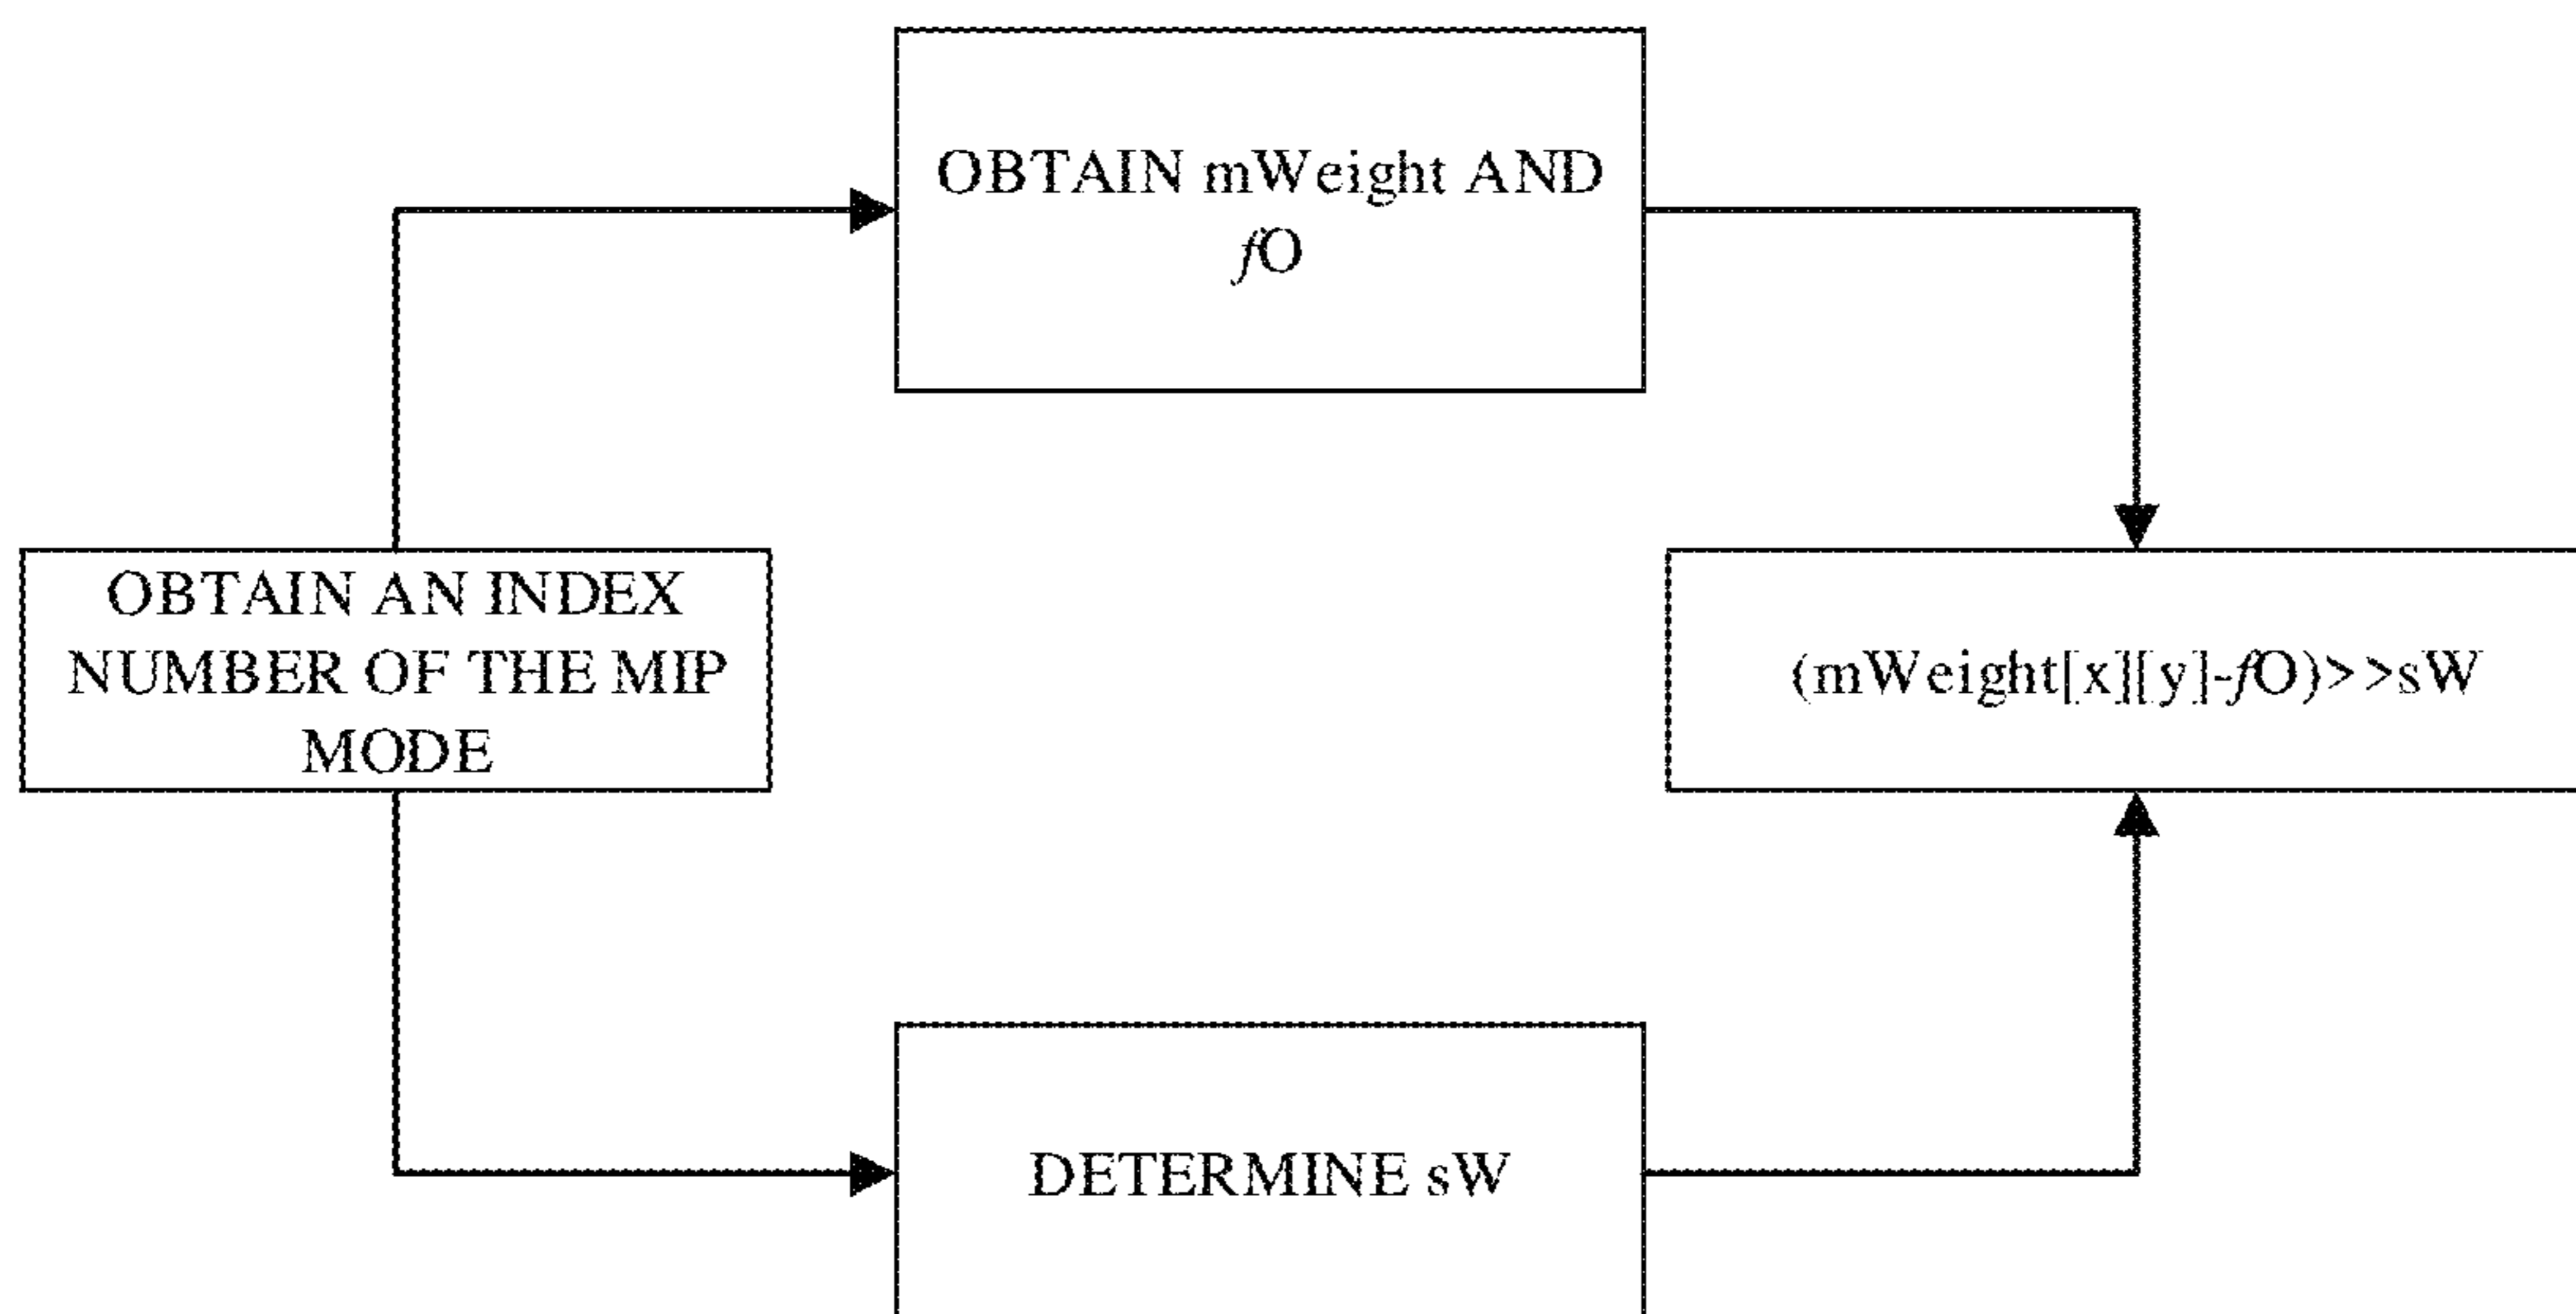 OBTAIN mWeight AND
fO
OBTAIN AN INDEX
NUMBER OF THE MIP
MODE
(mWeight[x][y]-fO)>>sW
DETERMINE sW